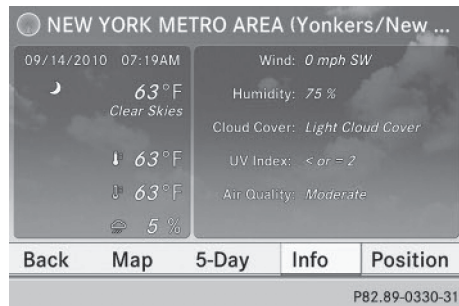 NEW YORK METRO AREA (Yonkers/New ...
09/14/2010 07:19AM
63°F
Clear Skies
63°F
63°F
5 %
Wind: 0 mph SW
Humidity: 75 %
Cloud Cover: Light Cloud Cover
UV Index: < or = 2
Air Quality: Moderate
Back Map 5-Day Info Position
P82.89-0330-31